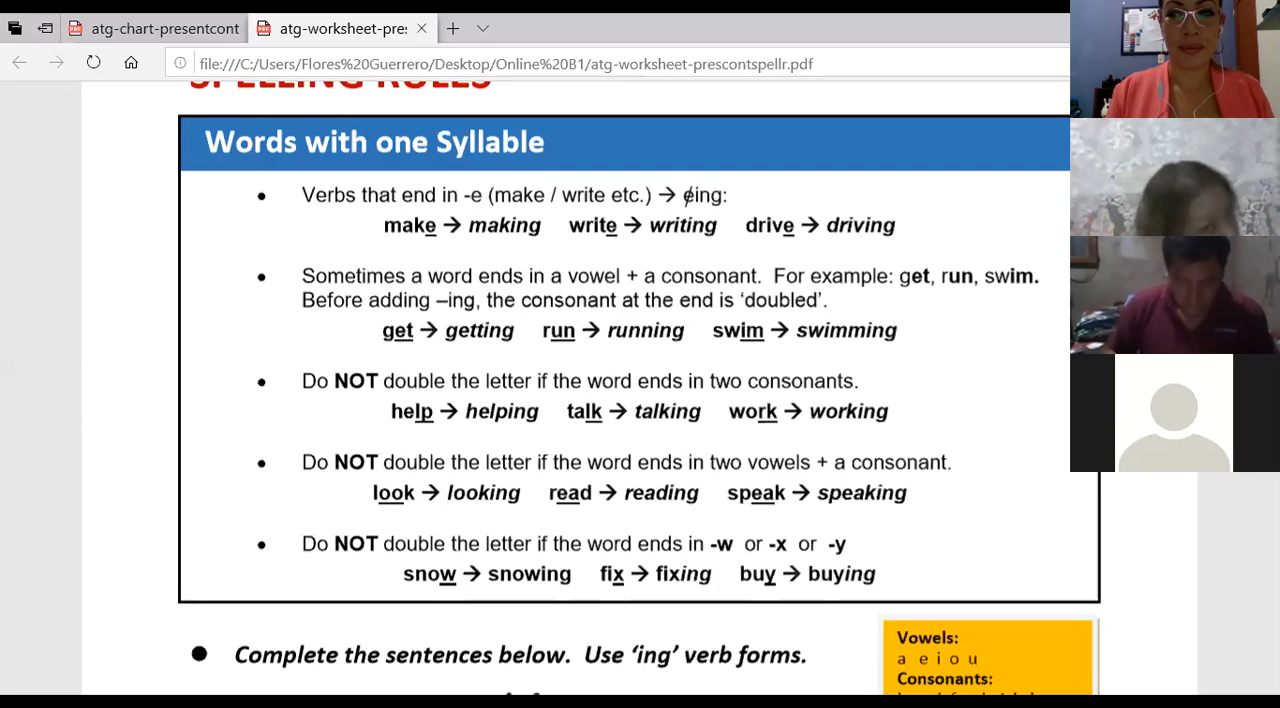 atg-chart-presentcont
atg-worksheet-pres
file:///C:/Users/Flores%20Guerrero/Desktop/Online%20B1/atg-worksheet-prescontspellr.pdf
SPELLING RULES
Words with one Syllable
• Verbs that end in -e (make / write etc.) → ɇing:
make → making write → writing drive → driving
• Sometimes a word ends in a vowel + a consonant. For example: get, run, swim.
Before adding –ing, the consonant at the end is ‘doubled’.
get → getting run → running swim → swimming
• Do NOT double the letter if the word ends in two consonants.
help → helping talk → talking work → working
• Do NOT double the letter if the word ends in two vowels + a consonant.
look → looking read → reading speak → speaking
• Do NOT double the letter if the word ends in -w or -x or -y
snow → snowing fix → fixing buy → buying
● Complete the sentences below. Use ‘ing’ verb forms.
Vowels:
a e i o u
Consonants: